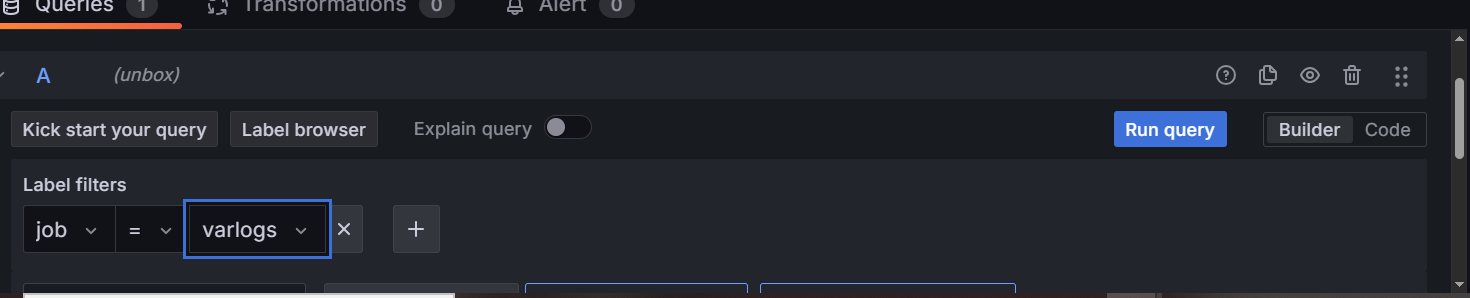 Queries 1 Transformations 0 Alert 0
A (unbox)
Kick start your query Label browser Explain query Run query Builder Code
Label filters
job = varlogs × +